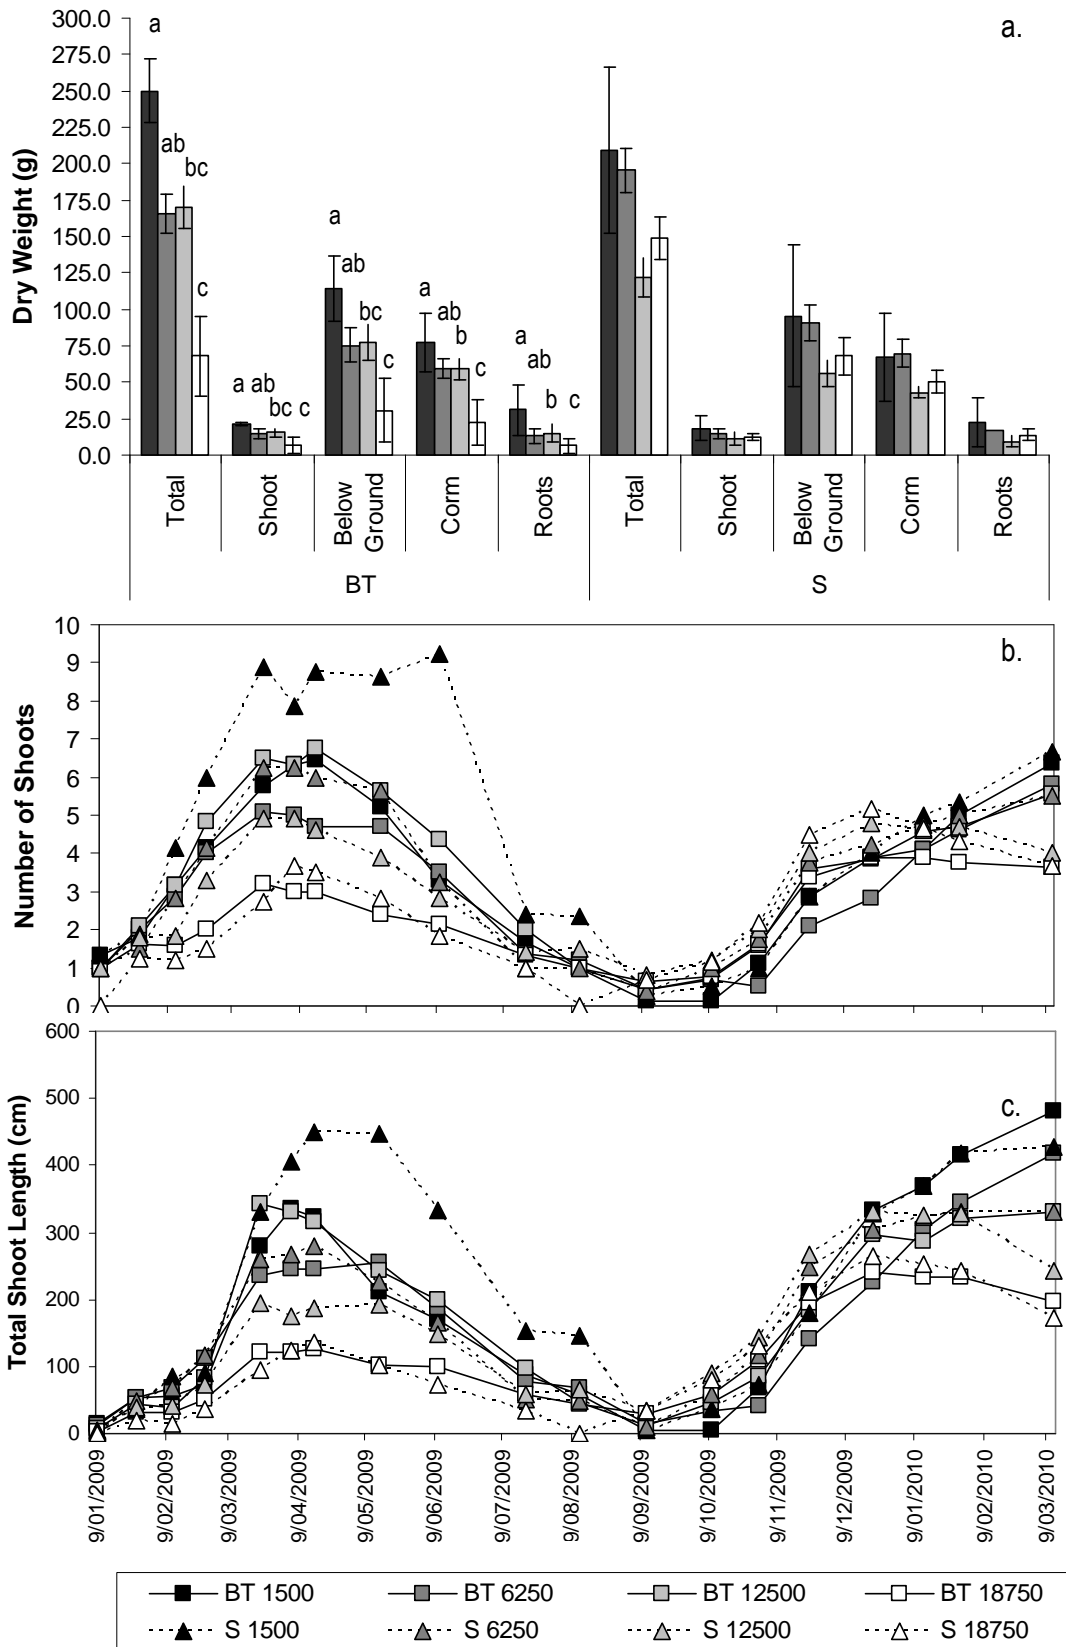 300.0
275.0
250.0
225.0
200.0
175.0
150.0
125.0
100.0
75.0
50.0
25.0
0.0
Dry Weight (g)
a.
a
ab
bc
c
a ab
bc c
a
ab
bc
c
a
ab
b
c
a
ab
b
c
Total
Shoot
Below
Ground
Corm
Roots
Total
Shoot
Below
Ground
Corm
Roots
BT
S
10
9
8
7
6
5
4
3
2
1
0
Number of Shoots
b.
600
500
400
300
200
100
0
Total Shoot Length (cm)
c.
9/01/2009
9/02/2009
9/03/2009
9/04/2009
9/05/2009
9/06/2009
9/07/2009
9/08/2009
9/09/2009
9/10/2009
9/11/2009
9/12/2009
9/01/2010
9/02/2010
9/03/2010
BT 1500
BT 6250
BT 12500
BT 18750
S 1500
S 6250
S 12500
S 18750